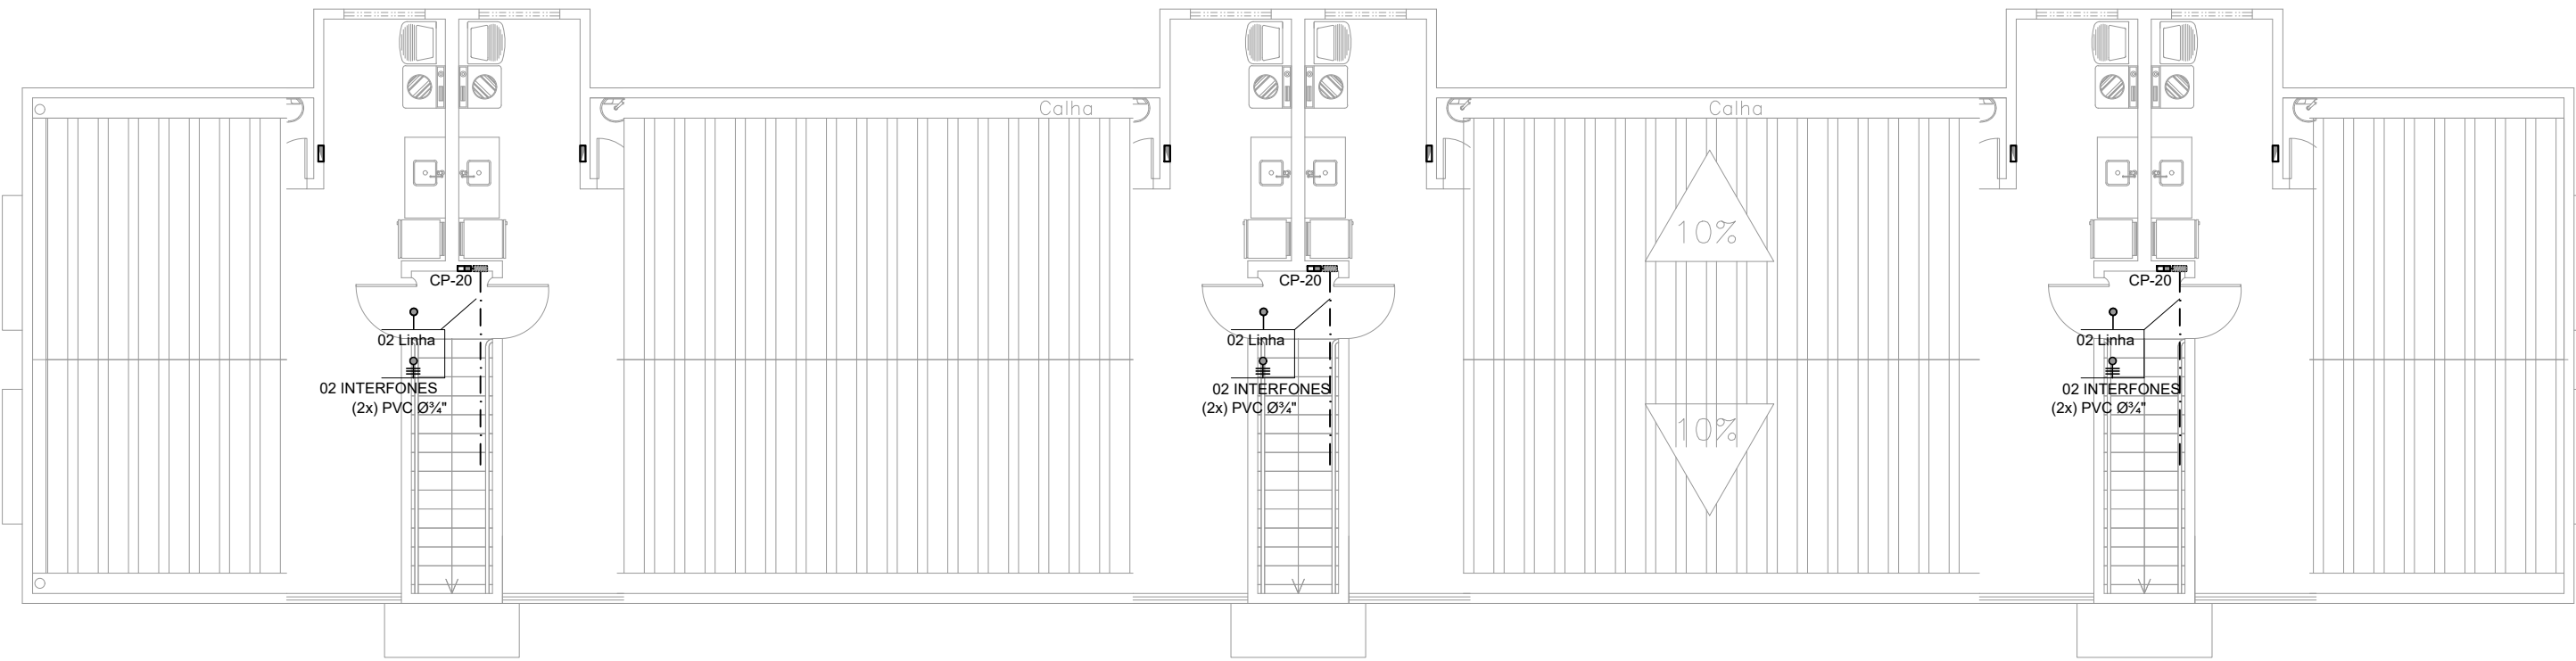 Calha
Calha
10%
10%
CP-20
02 Linha
02 INTERFONES
(2x) PVC Ø¾"
CP-20
02 Linha
02 INTERFONES
(2x) PVC Ø¾"
CP-20
02 Linha
02 INTERFONES
(2x) PVC Ø¾"